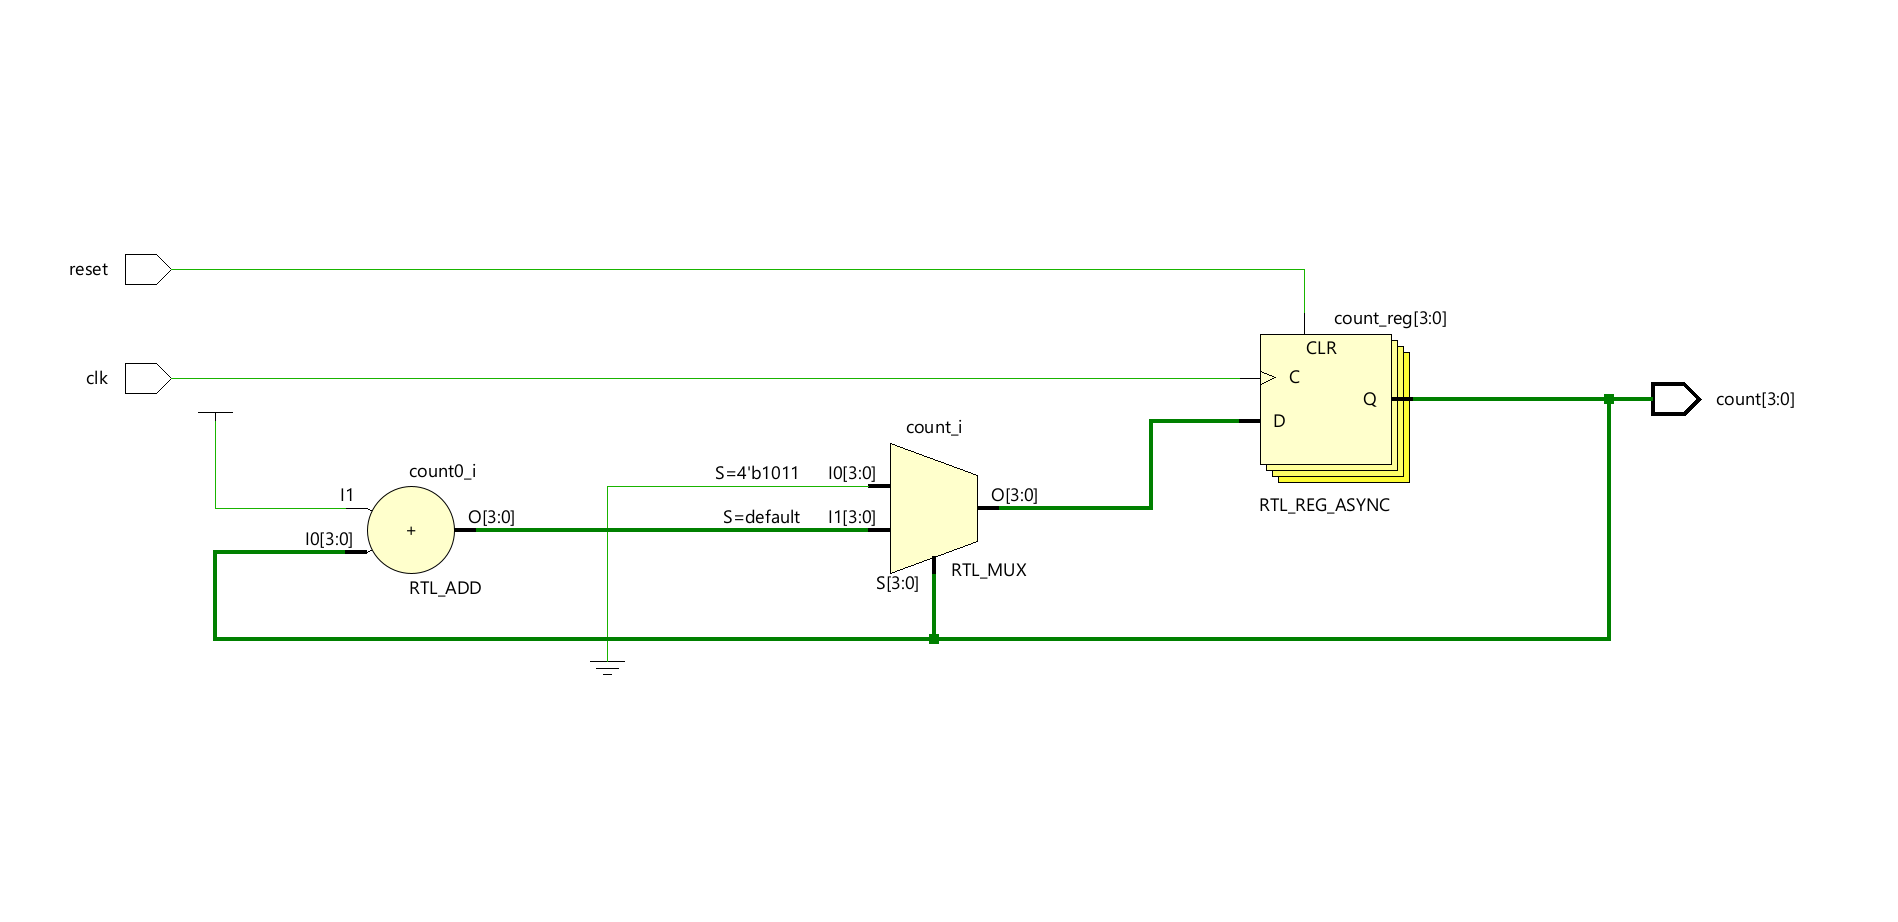 reset
count_reg[3:0]
CLR
clk
C
Q
count[3:0]
D
count_i
count0_i
S=4'b1011
I0[3:0]
I1
O[3:0]
O[3:0]
S=default
I1[3:0]
RTL_REG_ASYNC
+
I0[3:0]
RTL_MUX
S[3:0]
RTL_ADD